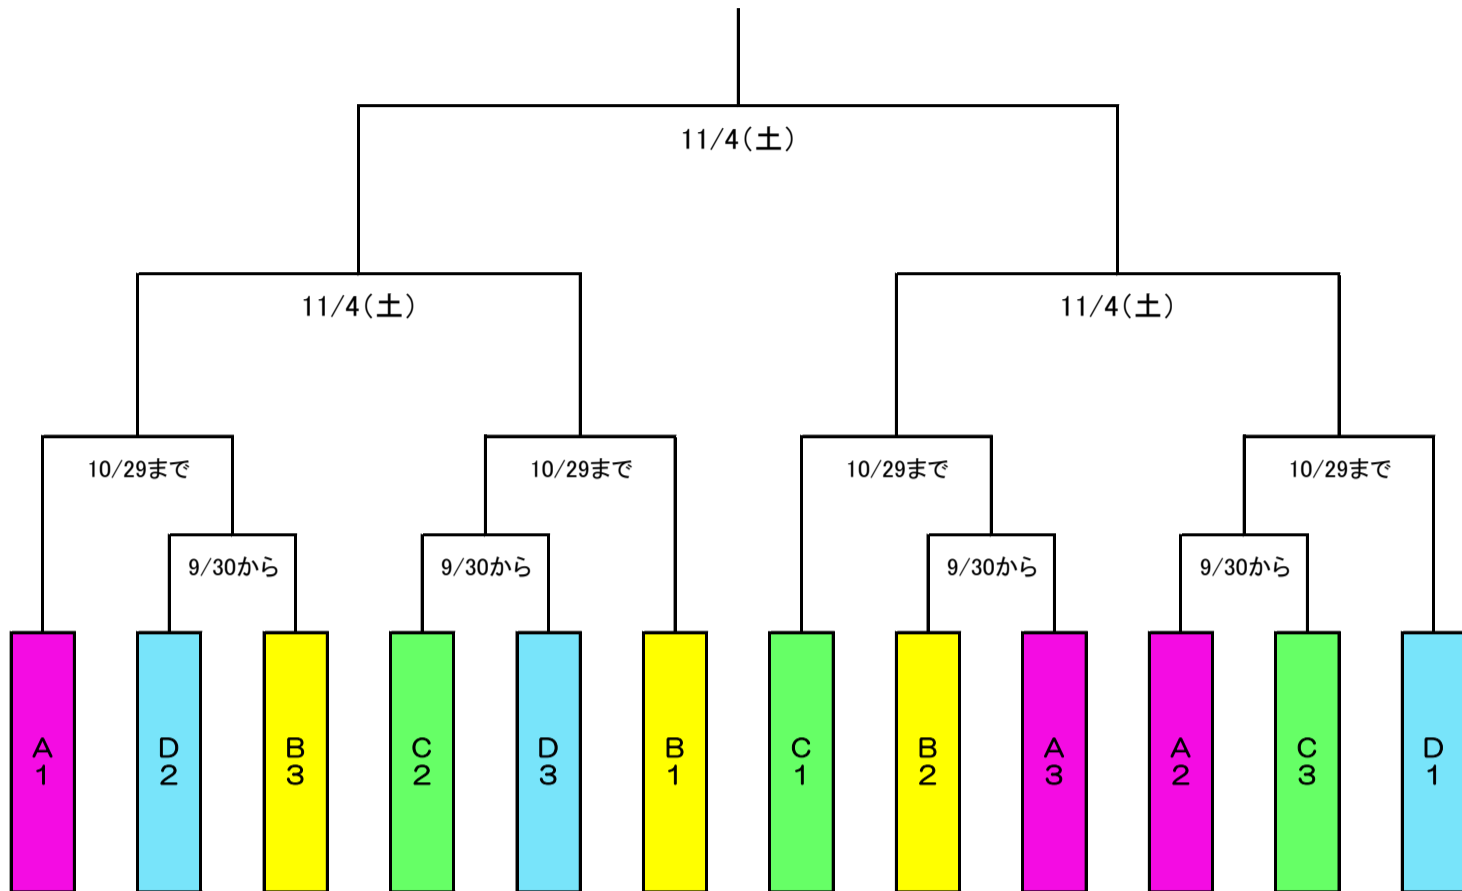 11/4(土)
11/4(土)
11/4(土)
10/29まで
10/29まで
10/29まで
10/29まで
9/30から
9/30から
9/30から
9/30から
A1
D2
B3
C2
D3
B1
C1
B2
A3
A2
C3
D1